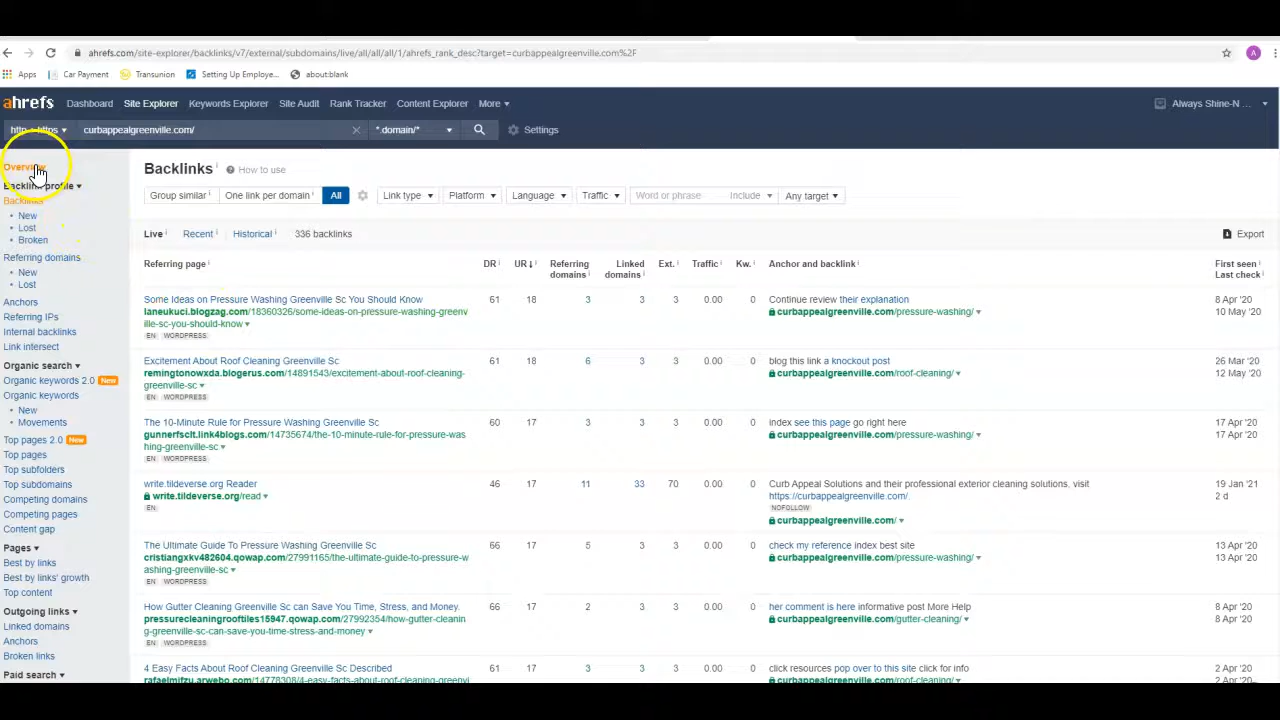 ahrefs.com/site-explorer/backlinks/v7/external/subdomains/live/all/all/all/1/ahrefs_rank_desc?target=curbappealgreenville.com%2F
A
Apps Car Payment Transunion Setting Up Employe... about:blank
ahrefs Dashboard Site Explorer Keywords Explorer Site Audit Rank Tracker Content Explorer More Always Shine-N ...
http + https curbappealgreenville.com/ *.domain/* Settings
Overview
Backlink profile
Backlinks
• New
• Lost
• Broken
Referring domains
• New
• Lost
Anchors
Referring IPs
Internal backlinks
Link intersect
Organic search
Organic keywords 2.0 New
Organic keywords
• New
• Movements
Top pages 2.0 New
Top pages
Top subfolders
Top subdomains
Competing domains
Competing pages
Content gap
Pages
Best by links
Best by links' growth
Top content
Outgoing links
Linked domains
Anchors
Broken links
Paid search
Backlinks How to use
Group similar One link per domain All Link type Platform Language Traffic Word or phrase Include Any target
Live Recent Historical 336 backlinks Export
Referring page DR UR Referring domains Linked domains Ext. Traffic Kw. Anchor and backlink First seen Last check
Some Ideas on Pressure Washing Greenville Sc You Should Know 61 18 3 3 3 0.00 0 Continue review their explanation 8 Apr '20
laneukuci.blogzag.com/18360326/some-ideas-on-pressure-washing-greenv curbappealgreenville.com/pressure-washing/ 10 May '20
ille-sc-you-should-know
EN WORDPRESS
Excitement About Roof Cleaning Greenville Sc 61 18 6 3 3 0.00 0 blog this link a knockout post 26 Mar '20
remingtonowxda.blogerus.com/14891543/excitement-about-roof-cleaning- curbappealgreenville.com/roof-cleaning/ 12 May '20
greenville-sc
EN WORDPRESS
The 10-Minute Rule for Pressure Washing Greenville Sc 60 17 3 3 3 0.00 0 index see this page go right here 17 Apr '20
gunnerfsclt.link4blogs.com/14735674/the-10-minute-rule-for-pressure-was curbappealgreenville.com/pressure-washing/ 17 Apr '20
hing-greenville-sc
EN WORDPRESS
write.tildeverse.org Reader 46 17 11 33 70 0.00 0 Curb Appeal Solutions and their professional exterior cleaning solutions, visit 19 Jan '21
write.tildeverse.org/read https://curbappealgreenville.com/. 2 d
EN NOFOLLOW
curbappealgreenville.com/
The Ultimate Guide To Pressure Washing Greenville Sc 66 17 5 3 3 0.00 0 check my reference index best site 13 Apr '20
cristiangxkv482604.qowap.com/27991165/the-ultimate-guide-to-pressure-w curbappealgreenville.com/pressure-washing/ 13 Apr '20
ashing-greenville-sc
EN WORDPRESS
How Gutter Cleaning Greenville Sc can Save You Time, Stress, and Money. 66 17 2 3 3 0.00 0 her comment is here informative post More Help 8 Apr '20
pressurecleaningrooftiles15947.qowap.com/27992354/how-gutter-cleanin curbappealgreenville.com/gutter-cleaning/ 8 Apr '20
g-greenville-sc-can-save-you-time-stress-and-money
EN WORDPRESS
4 Easy Facts About Roof Cleaning Greenville Sc Described 61 17 3 3 3 0.00 0 click resources pop over to this site click for info 2 Apr '20
rafaelmifzu.arwebo.com/14778308/4-easy-facts-about-roof-cleaning-greenvi curbappealgreenville.com/roof-cleaning/ 2 Apr '20